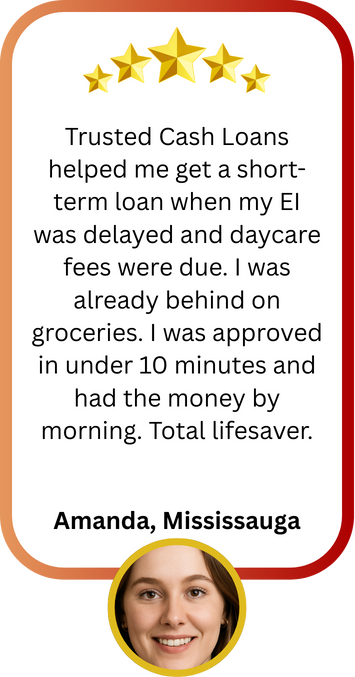 Trusted Cash Loans
helped me get a short-
term loan when my EI
was delayed and daycare
fees were due. I was
already behind on
groceries. I was approved
in under 10 minutes and
had the money by
morning. Total lifesaver.
Amanda, Mississauga